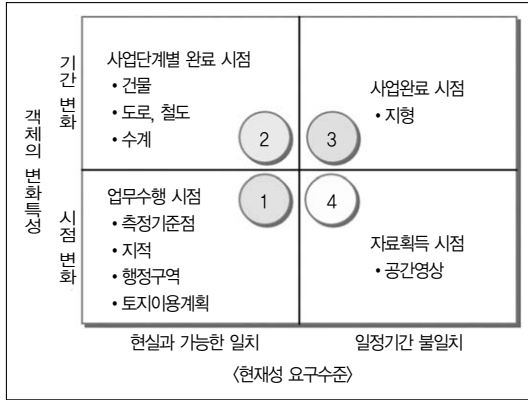 객체의 변화특성
기간 변화
사업단계별 완료 시점
• 건물
• 도로, 철도
• 수계
2
사업완료 시점
• 지형
3
시점 변화
업무수행 시점
• 측정기준점
• 지적
• 행정구역
• 토지이용계획
1
4
자료획득 시점
• 공간영상
현실과 가능한 일치
일정기간 불일치
〈현재성 요구수준〉